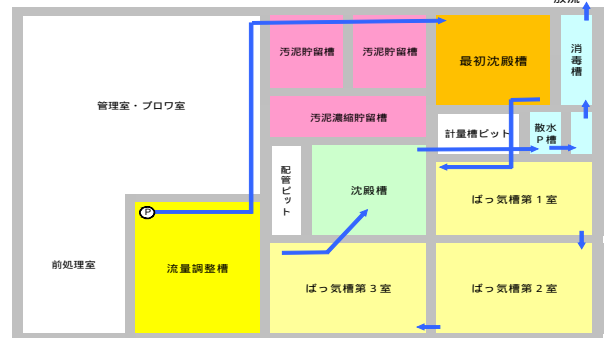 放流
汚泥貯留槽
汚泥貯留槽
最初沈殿槽
消毒槽
管理室・ブロワ室
汚泥濃縮貯留槽
計量槽ピット
散水
P槽
配管ピット
沈殿槽
ばっ気槽第１室
P
前処理室
流量調整槽
ばっ気槽第３室
ばっ気槽第２室